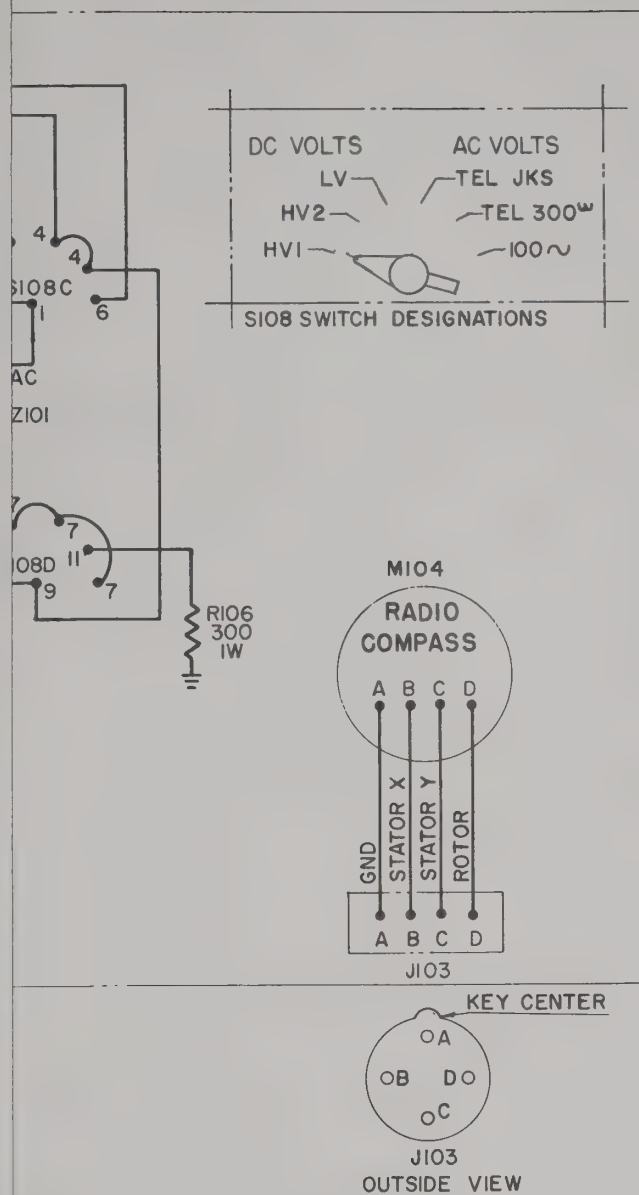 DC VOLTS AC VOLTS
LV TEL JKS
HV2 TEL 300ω
HV1 100~
S108 SWITCH DESIGNATIONS
4
4
S108C
1 6
AC
Z101
7
7
11
108D
9 7
R106
300
1W
M104
RADIO
COMPASS
A B C D
GND
STATOR X
STATOR Y
ROTOR
A B C D
J103
KEY CENTER
A
B D
C
J103
OUTSIDE VIEW